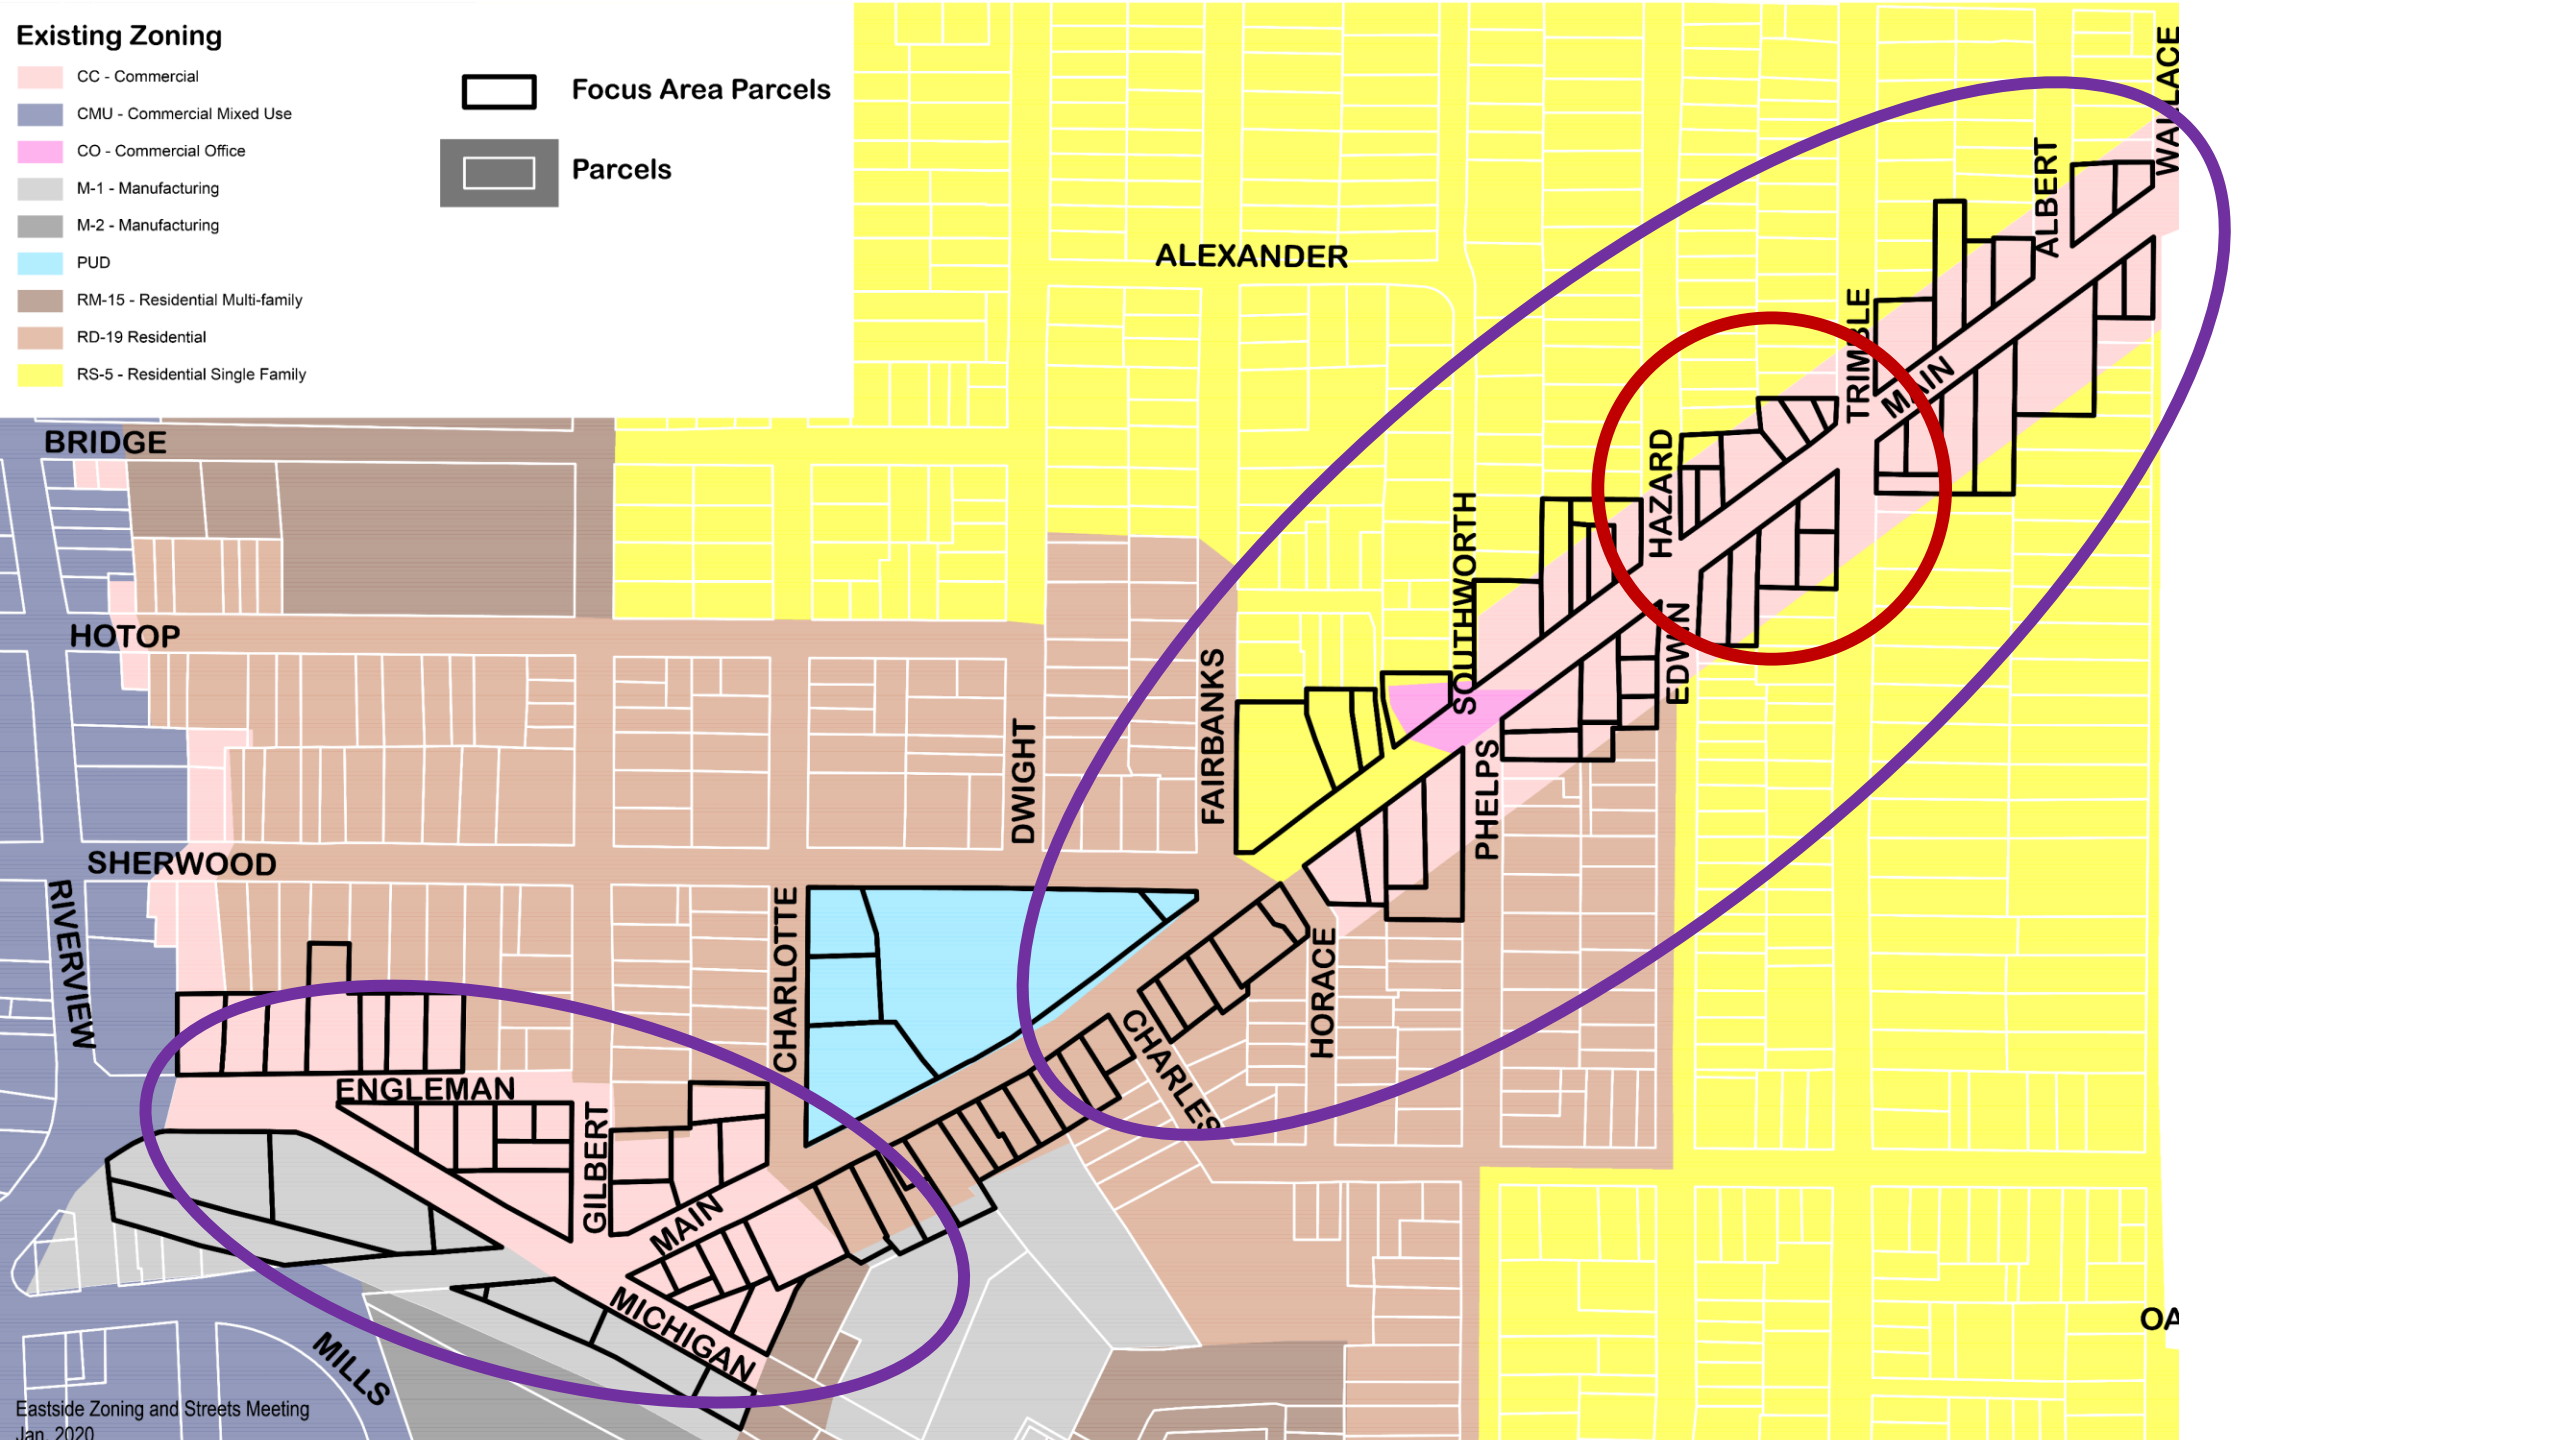 Existing Zoning
CC - Commercial
CMU - Commercial Mixed Use
CO - Commercial Office
M-1 - Manufacturing
M-2 - Manufacturing
PUD
RM-15 - Residential Multi-family
RD-19 Residential
RS-5 - Residential Single Family
Focus Area Parcels
Parcels
WALLACE
ALBERT
ALEXANDER
TRIMBLE
MAIN
HAZARD
BRIDGE
SOUTHWORTH
EDWIN
HOTOP
FAIRBANKS
DWIGHT
PHELPS
SHERWOOD
RIVERVIEW
CHARLOTTE
HORACE
CHARLES
ENGLEMAN
GILBERT
MAIN
MICHIGAN
MILLS
OA
Eastside Zoning and Streets Meeting
Jan. 2020